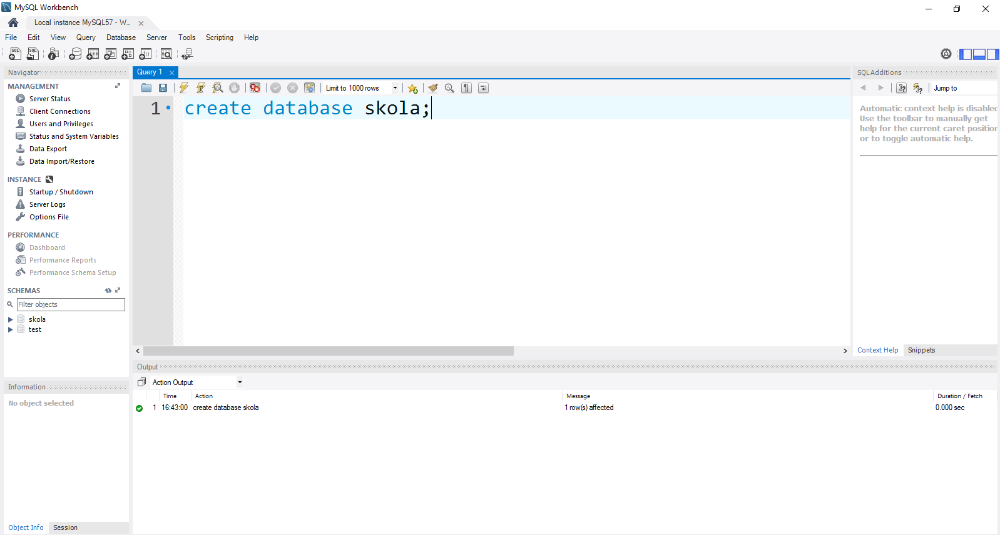 MySQL Workbench
Local instance MySQL57 - W...
File Edit View Query Database Server Tools Scripting Help
Navigator
MANAGEMENT
Server Status
Client Connections
Users and Privileges
Status and System Variables
Data Export
Data Import/Restore
INSTANCE
Startup / Shutdown
Server Logs
Options File
PERFORMANCE
Dashboard
Performance Reports
Performance Schema Setup
SCHEMAS
Filter objects
skola
test
Information
No object selected
Object Info Session
Query 1
Limit to 1000 rows
1 create database skola;
SQLAdditions
Jump to
Automatic context help is disabled
Use the toolbar to manually get
help for the current caret position
or to toggle automatic help.
Context Help Snippets
Output
Action Output
Time Action Message Duration / Fetch
1 16:43:00 create database skola 1 row(s) affected 0.000 sec